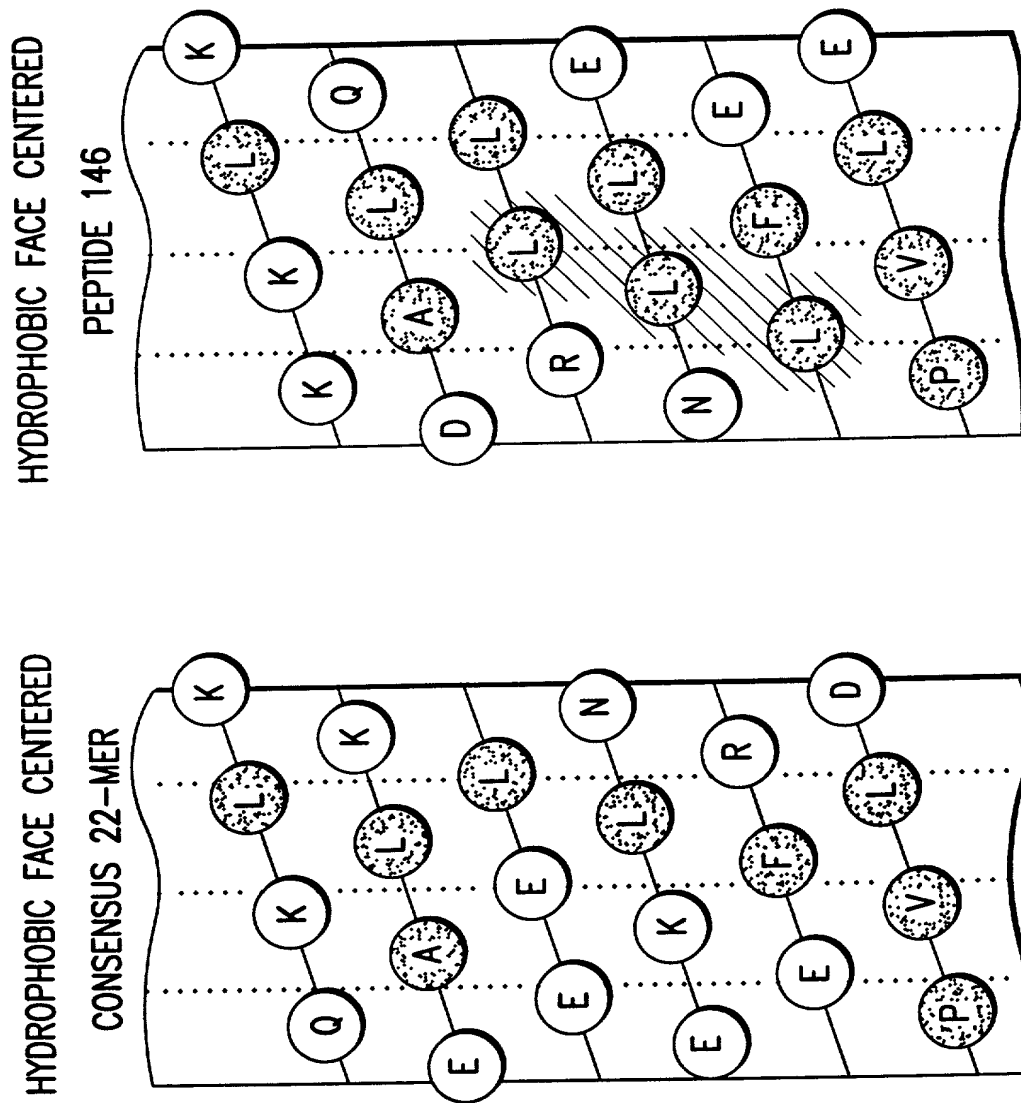 HYDROPHOBIC FACE CENTERED
CONSENSUS 22-MER
Q K L K
E A L K
E E L
E K L N
E F R
P V L D
HYDROPHOBIC FACE CENTERED
PEPTIDE 146
K K L K
D A L Q
R L L
N L L E
L F E
P V L E